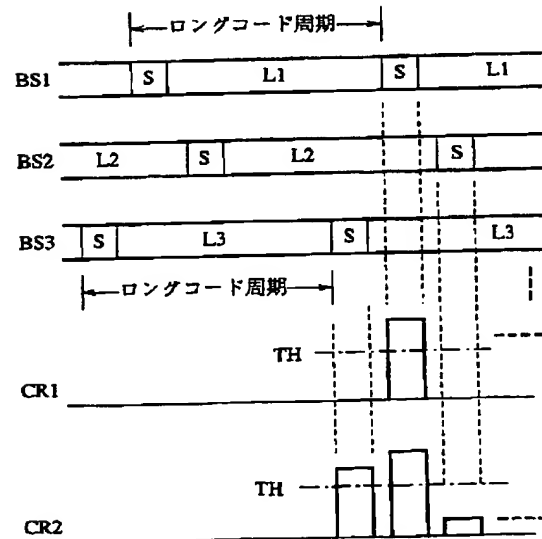 ロングコード周期
BS1 S L1 S L1
BS2 L2 S L2 S
BS3 S L3 S L3
ロングコード周期
TH
CR1
TH
CR2